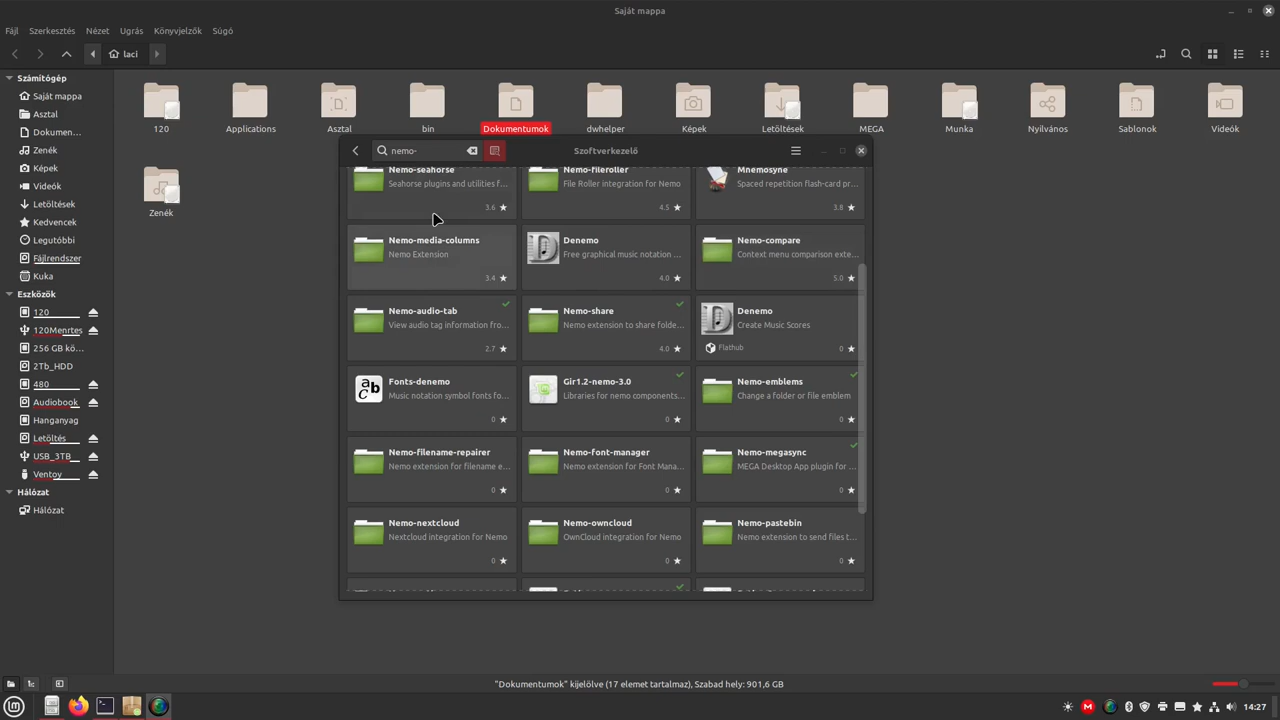 Saját mappa
Fájl Szerkesztés Nézet Ugrás Könyvjelzők Súgó
laci
Számítógép
Saját mappa
Asztal
Dokumen...
Zenék
Képek
Videók
Letöltések
Kedvencek
Legutóbbi
Fájlrendszer
Kuka
Eszközök
120
120Menrtes
256 GB kö...
2Tb_HDD
480
Audiobook
Hanganyag
Letöltés
USB_3TB
Ventoy
Hálózat
Hálózat
120 Applications Asztal bin Dokumentumok dwhelper Képek Letöltések MEGA Munka Nyilvános Sablonok Videók
Zenék
nemo- Szoftverkezelő
Nemo-seahorse
Seahorse plugins and utilities f...
3.6
Nemo-fileroller
File Roller integration for Nemo
4.5
Mnemosyne
Spaced repetition flash-card pr...
3.8
Nemo-media-columns
Nemo Extension
3.4
Denemo
Free graphical music notation ...
4.0
Nemo-compare
Context menu comparison exte...
5.0
Nemo-audio-tab
View audio tag information fro...
2.7
Nemo-share
Nemo extension to share folde...
4.0
Denemo
Create Music Scores
Flathub 0
Fonts-denemo
Music notation symbol fonts fo...
0
Gir1.2-nemo-3.0
Libraries for nemo components...
0
Nemo-emblems
Change a folder or file emblem
0
Nemo-filename-repairer
Nemo extension for filename e...
0
Nemo-font-manager
Nemo extension for Font Mana...
0
Nemo-megasync
MEGA Desktop App plugin for ...
0
Nemo-nextcloud
Nextcloud integration for Nemo
0
Nemo-owncloud
OwnCloud integration for Nemo
0
Nemo-pastebin
Nemo extension to send files t...
0
"Dokumentumok" kijelölve (17 elemet tartalmaz), Szabad hely: 901,6 GB
14:27